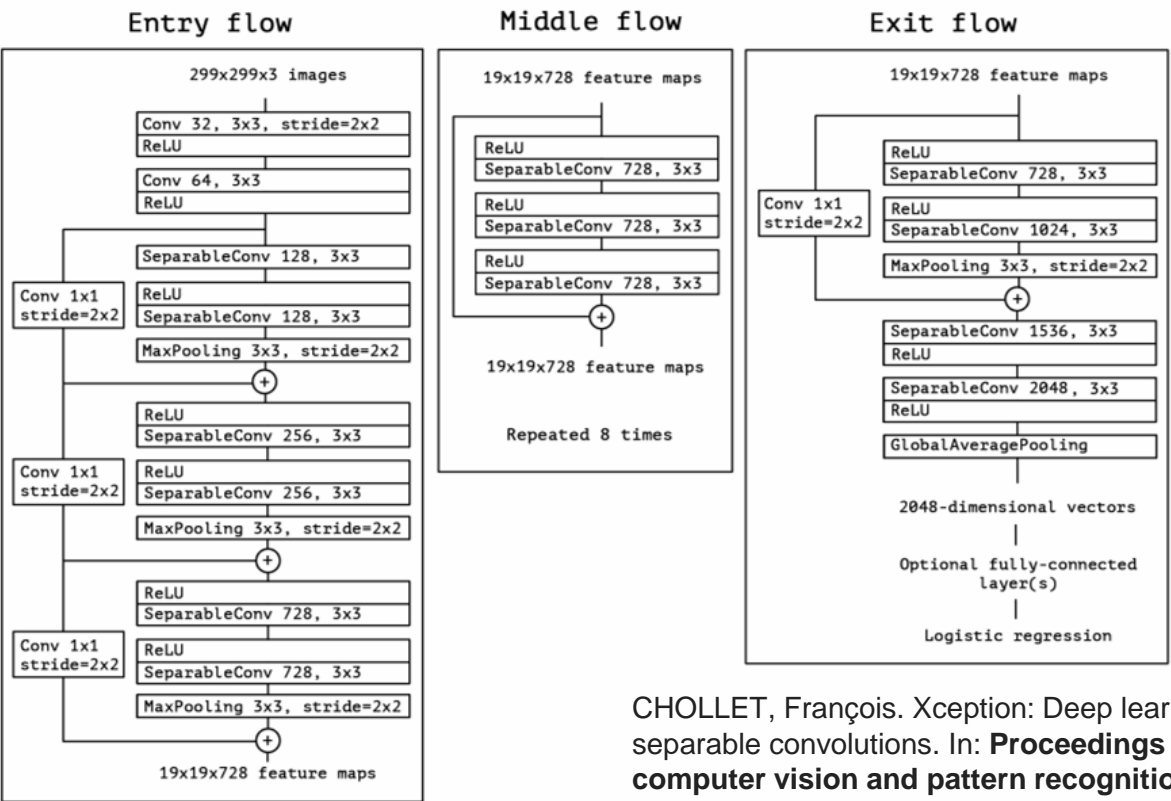 Entry flow
299x299x3 images
Conv 32, 3x3, stride=2x2
ReLU
Conv 64, 3x3
ReLU
SeparableConv 128, 3x3
Conv 1x1
stride=2x2
ReLU
SeparableConv 128, 3x3
MaxPooling 3x3, stride=2x2
+
ReLU
SeparableConv 256, 3x3
Conv 1x1
stride=2x2
ReLU
SeparableConv 256, 3x3
MaxPooling 3x3, stride=2x2
+
ReLU
SeparableConv 728, 3x3
Conv 1x1
stride=2x2
ReLU
SeparableConv 728, 3x3
MaxPooling 3x3, stride=2x2
+
19x19x728 feature maps
Middle flow
19x19x728 feature maps
ReLU
SeparableConv 728, 3x3
ReLU
SeparableConv 728, 3x3
ReLU
SeparableConv 728, 3x3
+
19x19x728 feature maps
Repeated 8 times
Exit flow
19x19x728 feature maps
ReLU
SeparableConv 728, 3x3
Conv 1x1
stride=2x2
ReLU
SeparableConv 1024, 3x3
MaxPooling 3x3, stride=2x2
+
SeparableConv 1536, 3x3
ReLU
SeparableConv 2048, 3x3
ReLU
GlobalAveragePooling
2048-dimensional vectors
Optional fully-connected
layer(s)
Logistic regression
CHOLLET, François. Xception: Deep lear
separable convolutions. In: Proceedings
computer vision and pattern recognitio